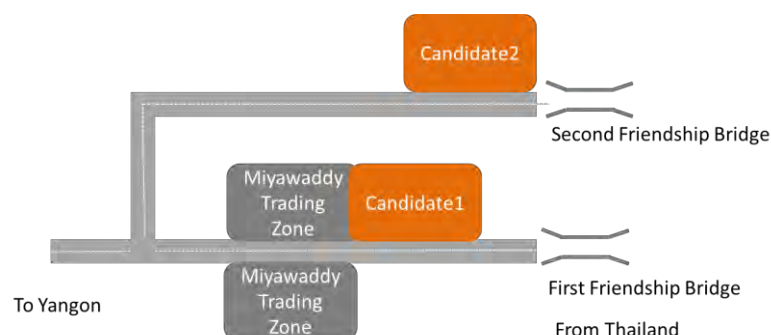 Candidate2
Second Friendship Bridge
Miyawaddy
Trading
Zone
Candidate1
Miyawaddy
Trading
Zone
First Friendship Bridge
To Yangon
From Thailand